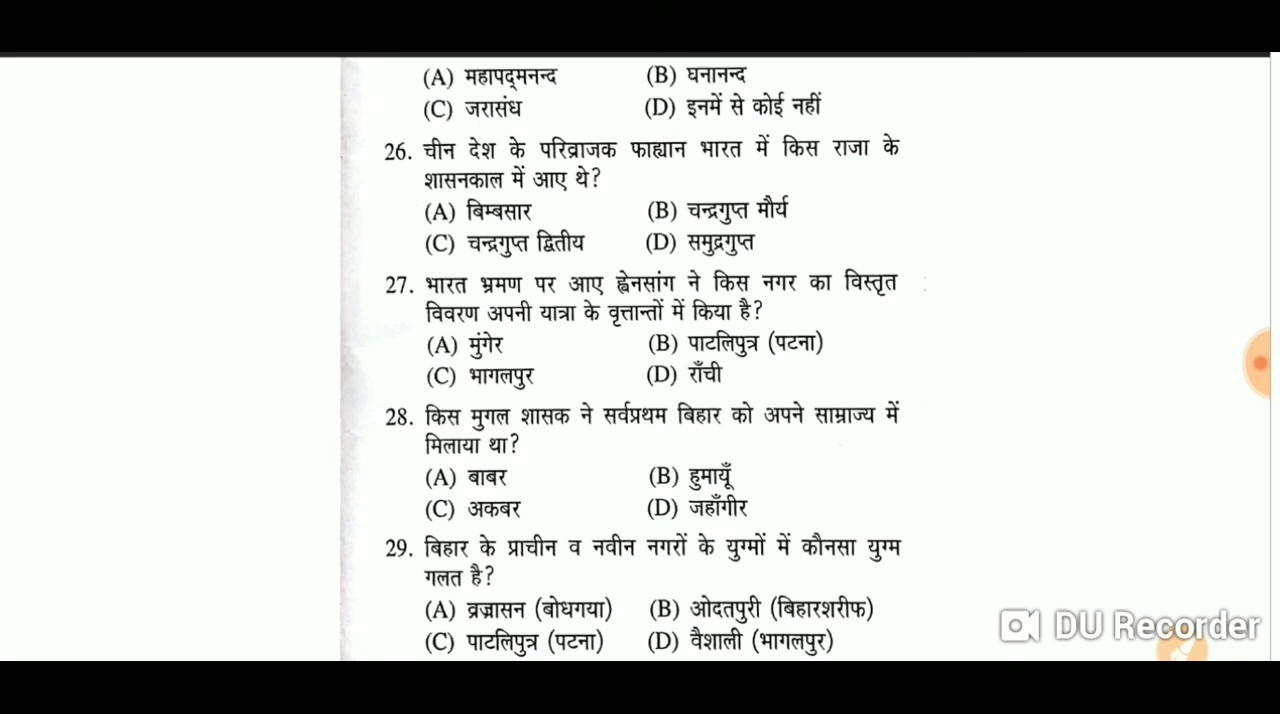 (A) महापद्मनन्द (B) घनानन्द
(C) जरासंध (D) इनमें से कोई नहीं
26. चीन देश के परिव्राजक फाह्यान भारत में किस राजा के
शासनकाल में आए थे?
(A) बिम्बसार (B) चन्द्रगुप्त मौर्य
(C) चन्द्रगुप्त द्वितीय (D) समुद्रगुप्त
27. भारत भ्रमण पर आए ह्वेनसांग ने किस नगर का विस्तृत
विवरण अपनी यात्रा के वृत्तान्तों में किया है?
(A) मुंगेर (B) पाटलिपुत्र (पटना)
(C) भागलपुर (D) राँची
28. किस मुगल शासक ने सर्वप्रथम बिहार को अपने साम्राज्य में
मिलाया था?
(A) बाबर (B) हुमायूँ
(C) अकबर (D) जहाँगीर
29. बिहार के प्राचीन व नवीन नगरों के युग्मों में कौनसा युग्म
गलत है?
(A) व्रज्रासन (बोधगया) (B) ओदतपुरी (बिहारशरीफ)
(C) पाटलिपुत्र (पटना) (D) वैशाली (भागलपुर)
DU Recorder